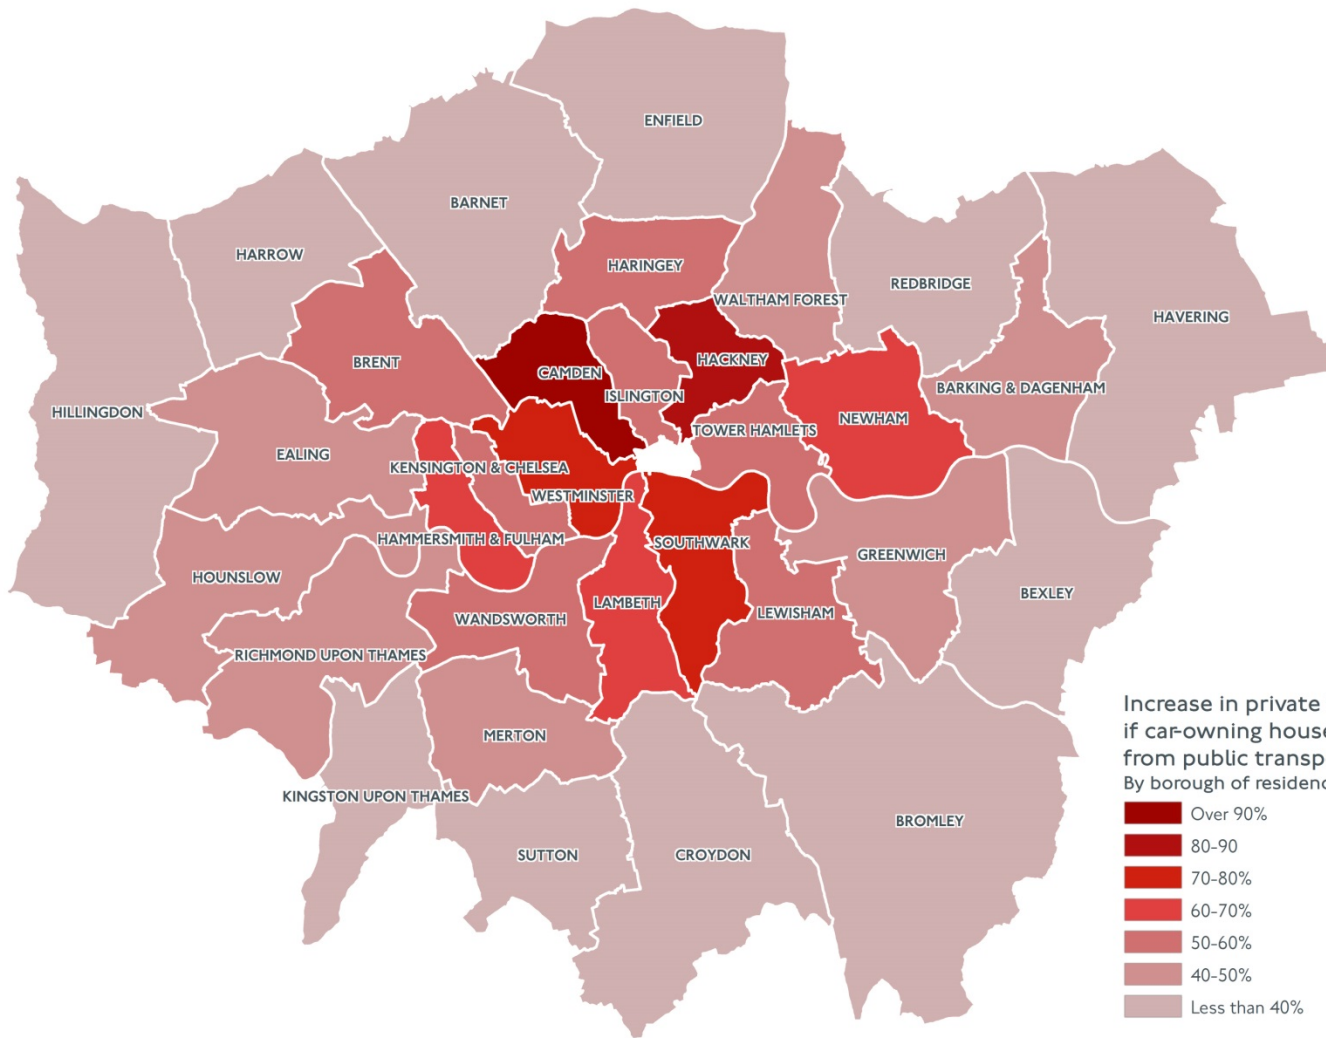 ENFIELD
BARNET
HARROW
HARINGEY
WALTHAM FOREST
REDBRIDGE
HAVERING
BRENT
CAMDEN
HACKNEY
ISLINGTON
BARKING & DAGENHAM
HILLINGDON
NEWHAM
TOWER HAMLETS
EALING
KENSINGTON & CHELSEA
WESTMINSTER
HAMMERSMITH & FULHAM
SOUTHWARK
GREENWICH
HOUNSLOW
BEXLEY
LAMBETH
LEWISHAM
WANDSWORTH
RICHMOND UPON THAMES
MERTON
KINGSTON UPON THAMES
BROMLEY
SUTTON
CROYDON
Increase in private
if car-owning house
from public transp
By borough of residenc
Over 90%
80-90
70-80%
60-70%
50-60%
40-50%
Less than 40%